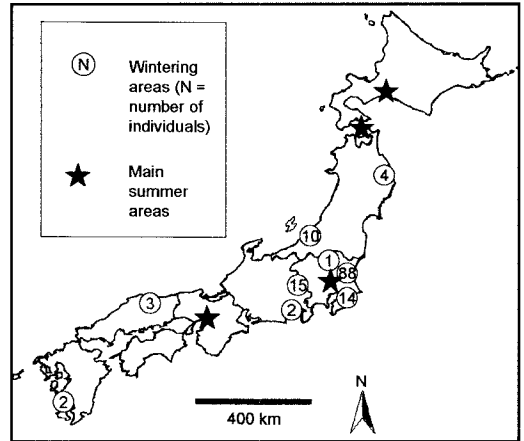 N
Wintering
areas (N =
number of
individuals)
Main
summer
areas
4
10
1
88
15
14
2
3
2
N
400 km